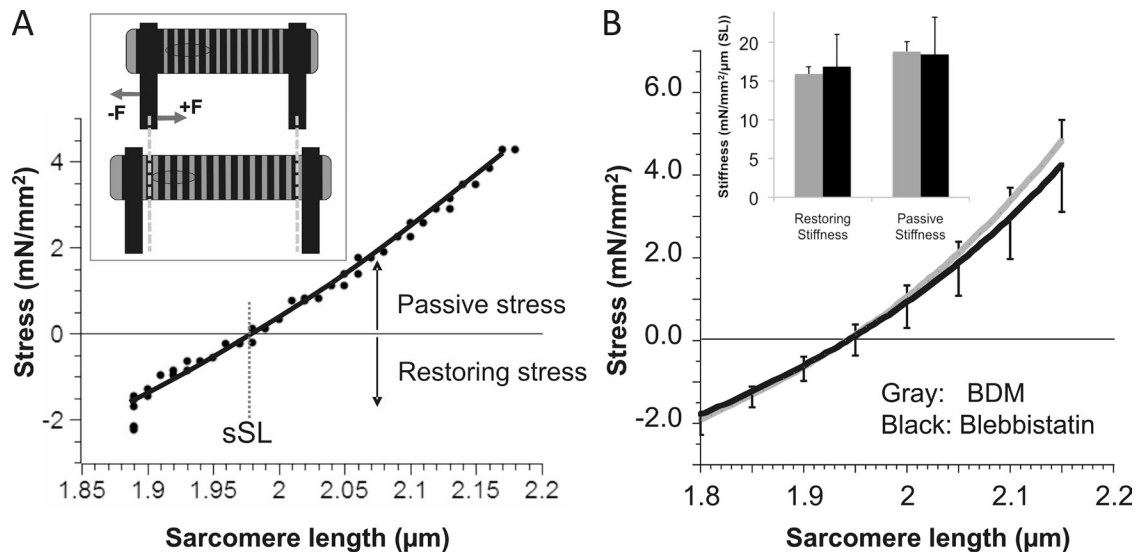 A
-F
+F
Stress (mN/mm²)
4
2
0
-2
Passive stress
Restoring stress
sSL
1.85
1.9
1.95
2
2.05
2.1
2.15
2.2
Sarcomere length (µm)
B
Stress (mN/mm²)
6.0
4.0
2.0
0.0
-2.0
Stiffness (mN/mm²/µm (SL)
20
15
10
5
0
Restoring
Stiffness
Passive
Stiffness
Gray: BDM
Black: Blebbistatin
1.8
1.9
2
2.1
2.2
Sarcomere length (µm)